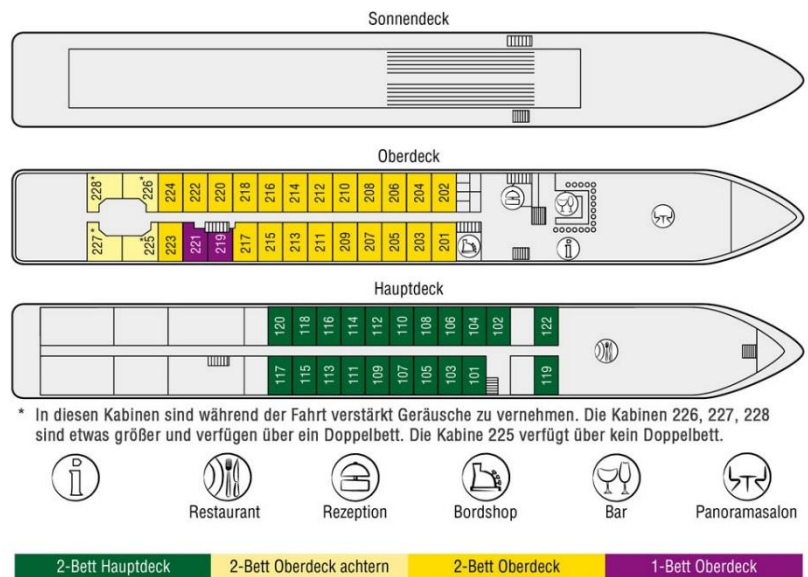 Sonnendeck
Oberdeck
228* 226* 224 222 220 218 216 214 212 210 208 206 204 202
227* 225* 223 221 219 217 215 213 211 209 207 205 203 201
Hauptdeck
120 118 116 114 112 110 108 106 104 102 122
117 115 113 111 109 107 105 103 101 119
* In diesen Kabinen sind während der Fahrt verstärkt Geräusche zu vernehmen. Die Kabinen 226, 227, 228
sind etwas größer und verfügen über ein Doppelbett. Die Kabine 225 verfügt über kein Doppelbett.
i
Restaurant Rezeption Bordshop Bar Panoramasalon
2-Bett Hauptdeck 2-Bett Oberdeck achtern 2-Bett Oberdeck 1-Bett Oberdeck